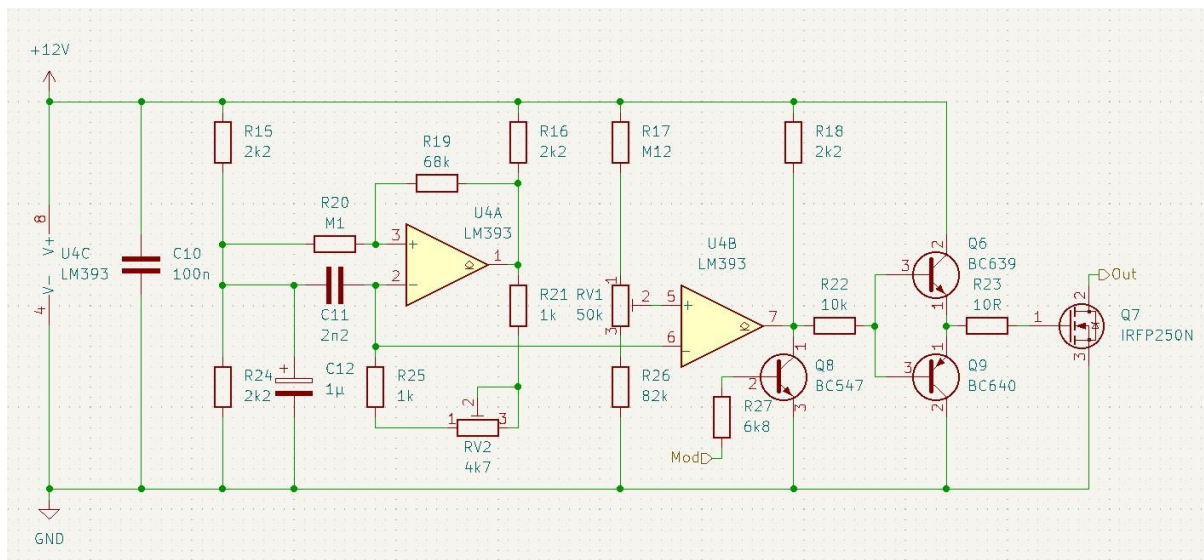 +12V
8
V+
U4C
LM393
V-
4
GND
C10
100n
R15
2k2
R20
M1
R19
68k
R16
2k2
U4A
LM393
3
+
2
-
1
C11
2n2
R24
2k2
+
C12
1µ
R25
1k
R21
1k
1
2
3
RV2
4k7
R17
M12
1
RV1
50k
2
3
R26
82k
U4B
LM393
5
+
6
-
7
R18
2k2
R22
10k
Q8
BC547
1
2
3
R27
6k8
Mod
Q6
BC639
2
3
1
R23
10R
Q9
BC640
1
3
2
Out
2
1
3
Q7
IRFP250N